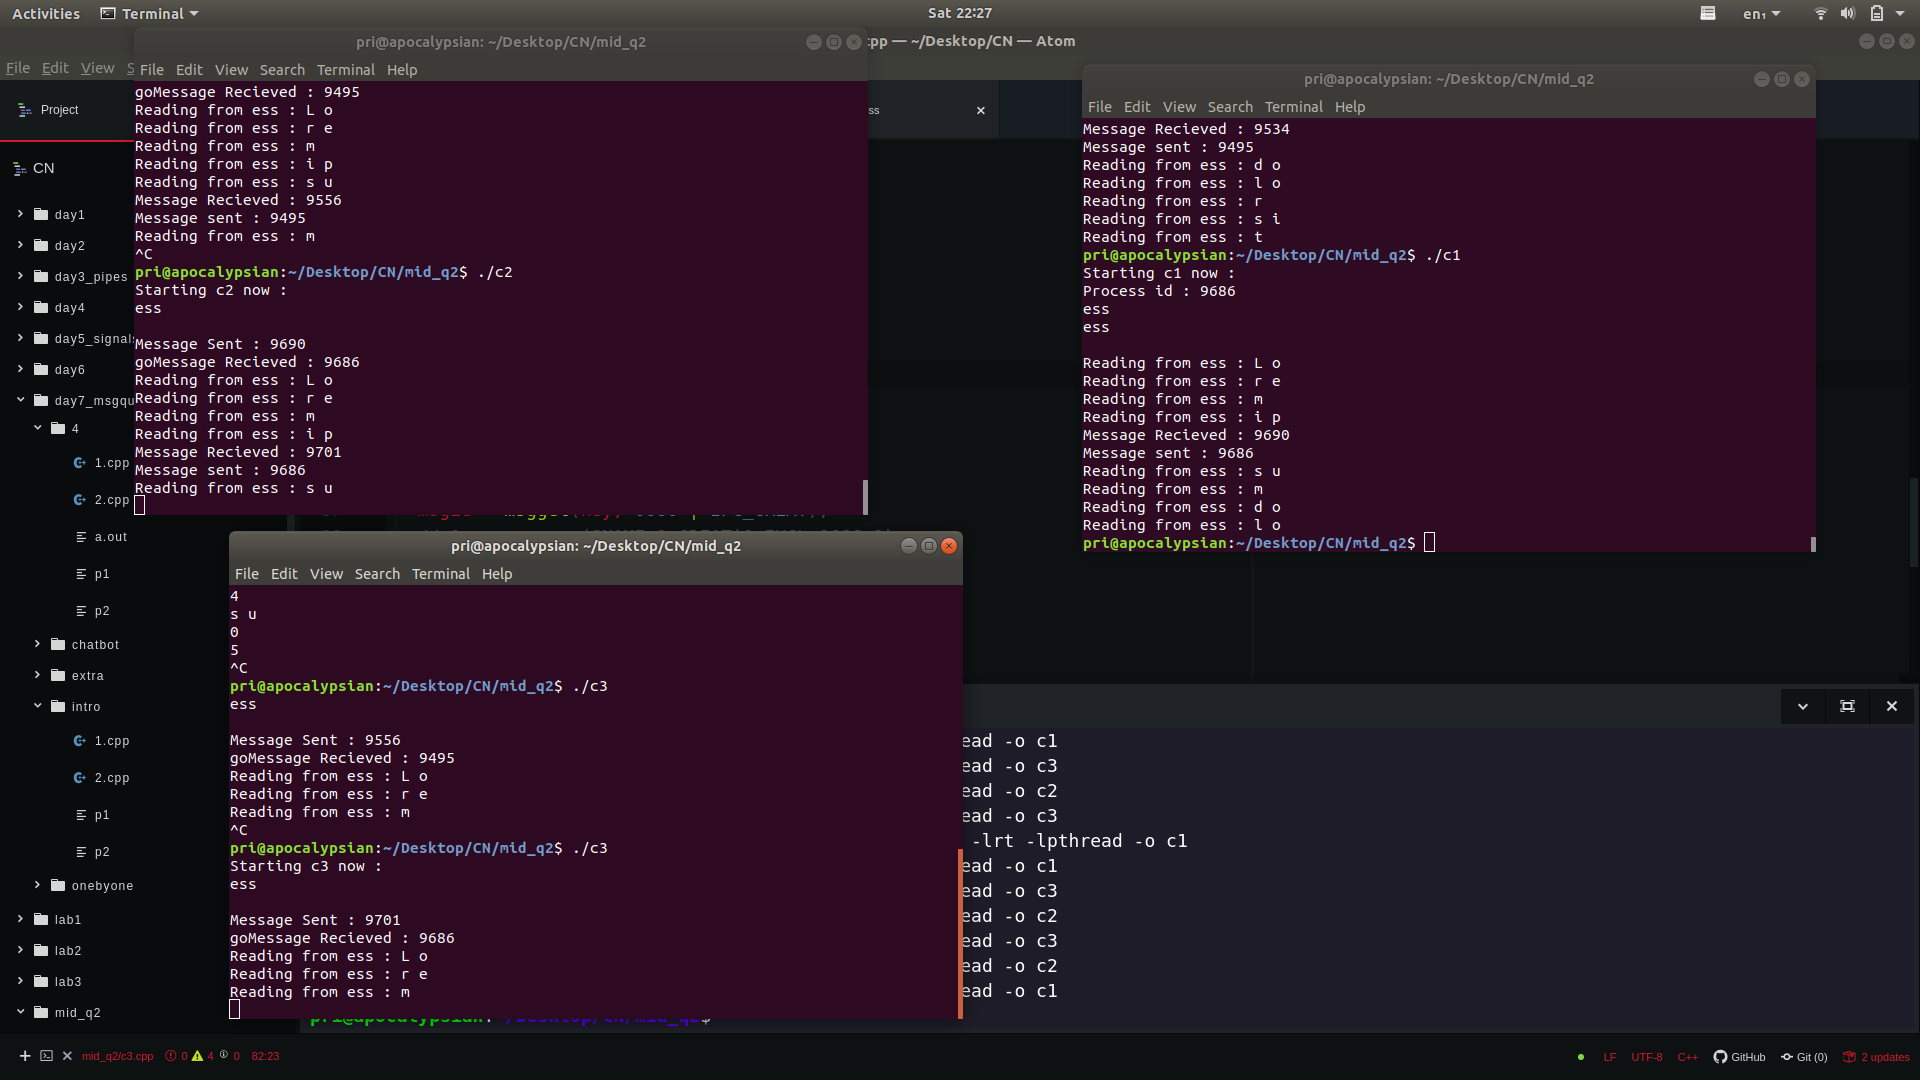 Activities Terminal Sat 22:27 en₁
pri@apocalypsian: ~/Desktop/CN/mid_q2
cpp — ~/Desktop/CN — Atom
File Edit View S
File Edit View Search Terminal Help
Project
CN
day1
day2
day3_pipes
day4
day5_signals
day6
day7_msgqu
4
1.cpp
2.cpp
a.out
p1
p2
chatbot
extra
intro
1.cpp
2.cpp
p1
p2
onebyone
lab1
lab2
lab3
mid_q2
goMessage Recieved : 9495
Reading from ess : L o
Reading from ess : r e
Reading from ess : m
Reading from ess : i p
Reading from ess : s u
Message Recieved : 9556
Message sent : 9495
Reading from ess : m
^C
pri@apocalypsian:~/Desktop/CN/mid_q2$ ./c2
Starting c2 now :
ess
Message Sent : 9690
goMessage Recieved : 9686
Reading from ess : L o
Reading from ess : r e
Reading from ess : m
Reading from ess : i p
Message Recieved : 9701
Message sent : 9686
Reading from ess : s u
ss
pri@apocalypsian: ~/Desktop/CN/mid_q2
File Edit View Search Terminal Help
Message Recieved : 9534
Message sent : 9495
Reading from ess : d o
Reading from ess : l o
Reading from ess : r
Reading from ess : s i
Reading from ess : t
pri@apocalypsian:~/Desktop/CN/mid_q2$ ./c1
Starting c1 now :
Process id : 9686
ess
ess
Reading from ess : L o
Reading from ess : r e
Reading from ess : m
Reading from ess : i p
Message Recieved : 9690
Message sent : 9686
Reading from ess : s u
Reading from ess : m
Reading from ess : d o
Reading from ess : l o
pri@apocalypsian:~/Desktop/CN/mid_q2$
pri@apocalypsian: ~/Desktop/CN/mid_q2
File Edit View Search Terminal Help
4
s u
0
5
^C
pri@apocalypsian:~/Desktop/CN/mid_q2$ ./c3
ess
Message Sent : 9556
goMessage Recieved : 9495
Reading from ess : L o
Reading from ess : r e
Reading from ess : m
^C
pri@apocalypsian:~/Desktop/CN/mid_q2$ ./c3
Starting c3 now :
ess
Message Sent : 9701
goMessage Recieved : 9686
Reading from ess : L o
Reading from ess : r e
Reading from ess : m
ead -o c1
ead -o c3
ead -o c2
ead -o c3
-lrt -lpthread -o c1
ead -o c1
ead -o c3
ead -o c2
ead -o c3
ead -o c2
ead -o c1
pri@apocalypsian:~/Desktop/CN/mid_q2$
mid_q2/c3.cpp 0 4 0 82:23 LF UTF-8 C++ GitHub Git (0) 2 updates